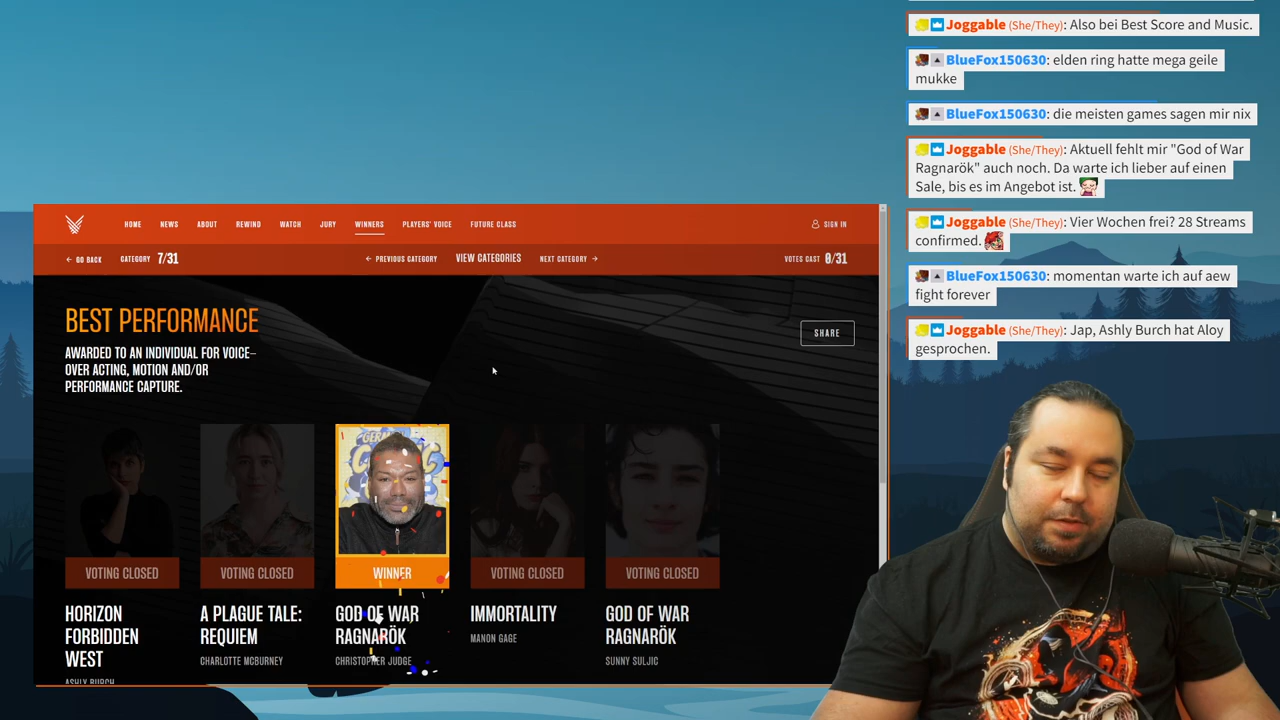 HOME NEWS ABOUT REWIND WATCH JURY WINNERS PLAYERS' VOICE FUTURE CLASS SIGN IN
← GO BACK CATEGORY 7/31 ← PREVIOUS CATEGORY VIEW CATEGORIES NEXT CATEGORY → VOTES CAST 0/31
BEST PERFORMANCE
AWARDED TO AN INDIVIDUAL FOR VOICE-
OVER ACTING, MOTION AND/OR
PERFORMANCE CAPTURE.
SHARE
VOTING CLOSED
HORIZON
FORBIDDEN
WEST
ASHLY BURCH
VOTING CLOSED
A PLAGUE TALE:
REQUIEM
CHARLOTTE MCBURNEY
WINNER
GOD OF WAR
RAGNARÖK
CHRISTOPHER JUDGE
VOTING CLOSED
IMMORTALITY
MANON GAGE
VOTING CLOSED
GOD OF WAR
RAGNARÖK
SUNNY SULJIC
Joggable (She/They): Also bei Best Score and Music.
BlueFox150630: elden ring hatte mega geile
mukke
BlueFox150630: die meisten games sagen mir nix
Joggable (She/They): Aktuell fehlt mir "God of War
Ragnarök" auch noch. Da warte ich lieber auf einen
Sale, bis es im Angebot ist.
Joggable (She/They): Vier Wochen frei? 28 Streams
confirmed.
BlueFox150630: momentan warte ich auf aew
fight forever
Joggable (She/They): Jap, Ashly Burch hat Aloy
gesprochen.